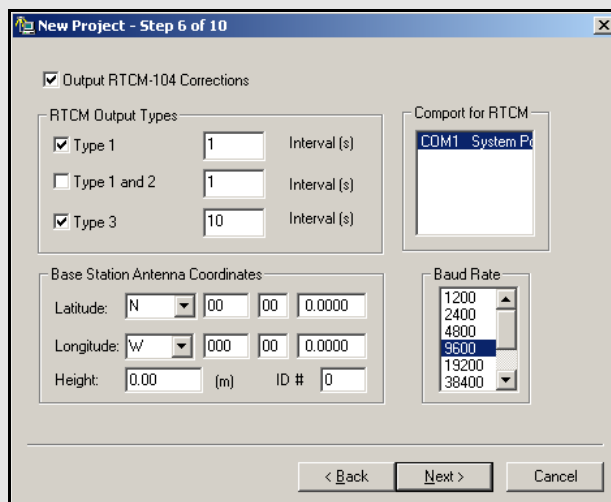 New Project - Step 6 of 10
Output RTCM-104 Corrections
RTCM Output Types
Type 1 1 Interval (s)
Type 1 and 2 1 Interval (s)
Type 3 10 Interval (s)
Comport for RTCM
COM1 System Po
Base Station Antenna Coordinates
Latitude: N 00 00 0.0000
Longitude: W 000 00 0.0000
Height: 0.00 (m) ID # 0
Baud Rate
1200
2400
4800
9600
19200
38400
< Back Next > Cancel